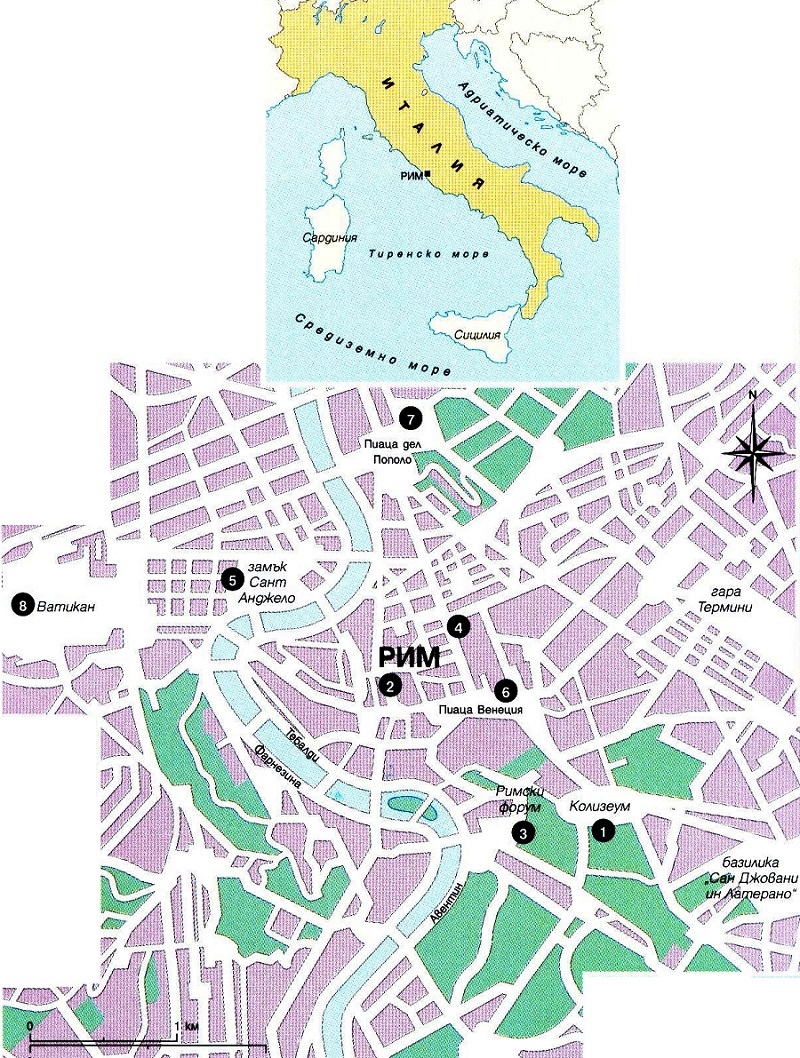 ИТАЛИЯ
Адриатическо море
РИМ
Сардиния
Тиренско море
Средиземно море
Сицилия
N
7
Пиаца дел
Пополо
8 Ватикан
5
замък
Сант
Анджело
гара
Термини
4
РИМ
2
6
Пиаца Венеция
Тебалди
Фарнезина
Римски
форум
3
Колизеум
1
базилика
„Сан Джовани
ин Латерано“
Авентин
0 1 км